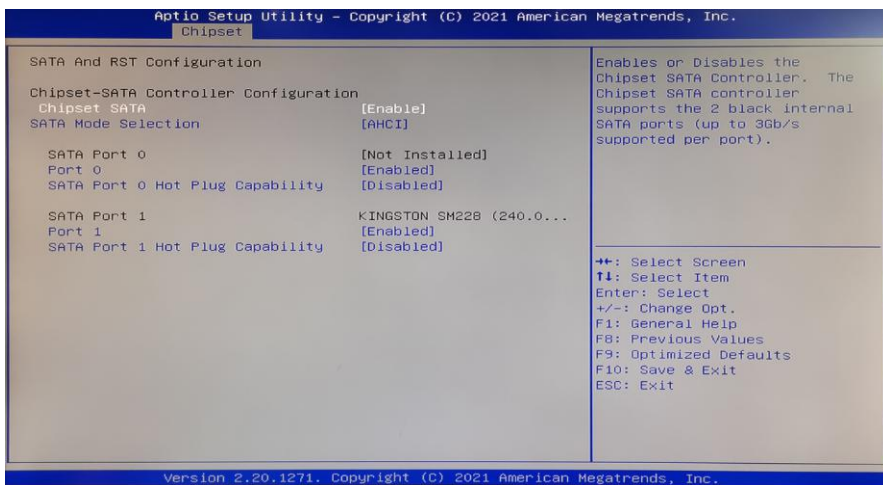 Aptio Setup Utility – Copyright (C) 2021 American Megatrends, Inc.
Chipset
SATA And RST Configuration
Chipset-SATA Controller Configuration
Chipset SATA [Enable]
SATA Mode Selection [AHCI]
SATA Port 0 [Not Installed]
Port 0 [Enabled]
SATA Port 0 Hot Plug Capability [Disabled]
SATA Port 1 KINGSTON SM228 (240.0...
Port 1 [Enabled]
SATA Port 1 Hot Plug Capability [Disabled]
Enables or Disables the
Chipset SATA Controller. The
Chipset SATA controller
supports the 2 black internal
SATA ports (up to 3Gb/s
supported per port).
→←: Select Screen
↑↓: Select Item
Enter: Select
+/-: Change Opt.
F1: General Help
F8: Previous Values
F9: Optimized Defaults
F10: Save & Exit
ESC: Exit
Version 2.20.1271. Copyright (C) 2021 American Megatrends, Inc.